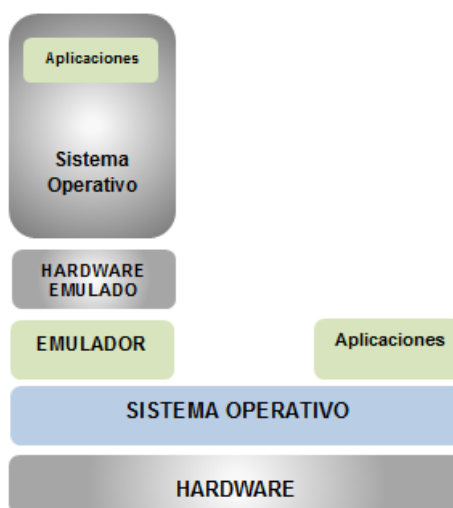 Aplicaciones
Sistema
Operativo
HARDWARE
EMULADO
EMULADOR
Aplicaciones
SISTEMA OPERATIVO
HARDWARE